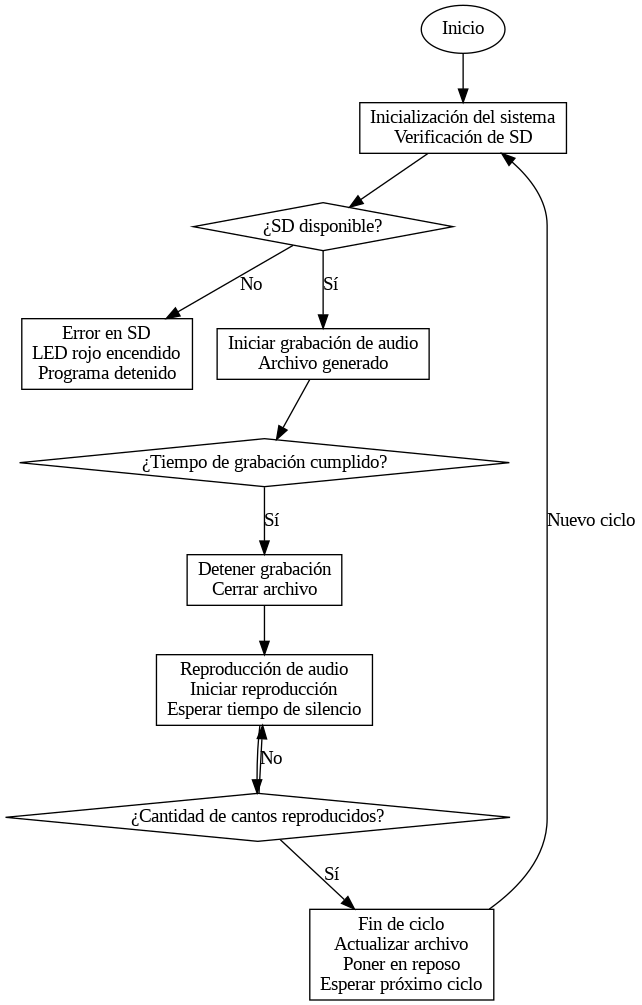 Inicio
Inicialización del sistema
Verificación de SD
¿SD disponible?
No
Sí
Error en SD
LED rojo encendido
Programa detenido
Iniciar grabación de audio
Archivo generado
¿Tiempo de grabación cumplido?
Sí
Nuevo ciclo
Detener grabación
Cerrar archivo
Reproducción de audio
Iniciar reproducción
Esperar tiempo de silencio
No
¿Cantidad de cantos reproducidos?
Sí
Fin de ciclo
Actualizar archivo
Poner en reposo
Esperar próximo ciclo